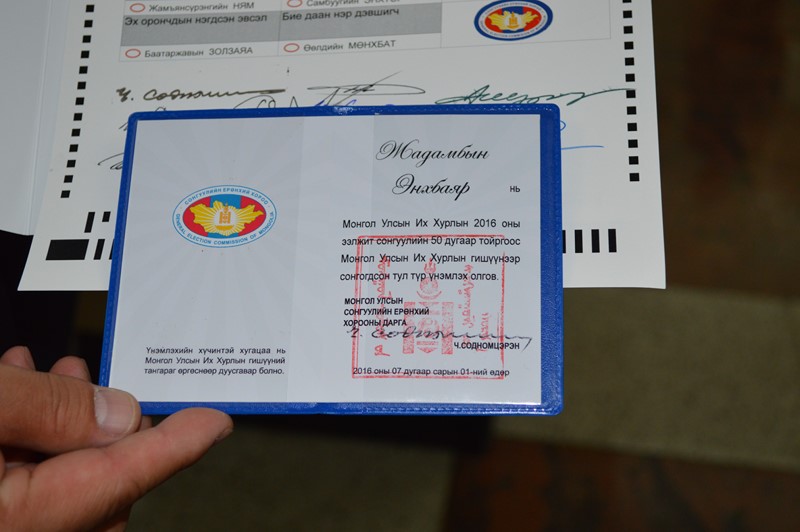 Жамъянсүрэнгийн НЯМ
Эх орончдын нэгдсэн эвсэл
Бие даан нэр дэвшигч
Баатаржавын ЗОЛЗАЯА
Өөлдийн МӨНХБАТ
СОНГУУЛИЙН ЕРӨНХИЙ ХОРОО
GENERAL ELECTION COMMISSION OF MONGOLIA
Үнэмлэхийн хүчинтэй хугацаа нь
Монгол Улсын Их Хурлын гишүүний
тангараг өргөснөөр дуусгавар болно.
Жадамбын
Энхбаяр нь
Монгол Улсын Их Хурлын 2016 оны
ээлжит сонгуулийн 50 дугаар тойргоос
Монгол Улсын Их Хурлын гишүүнээр
сонгогдсон тул түр үнэмлэх олгов.
МОНГОЛ УЛСЫН
СОНГУУЛИЙН ЕРӨНХИЙ
ХОРООНЫ ДАРГА
Ч.СОДНОМЦЭРЭН
2016 оны 07 дугаар сарын 01-ний өдөр